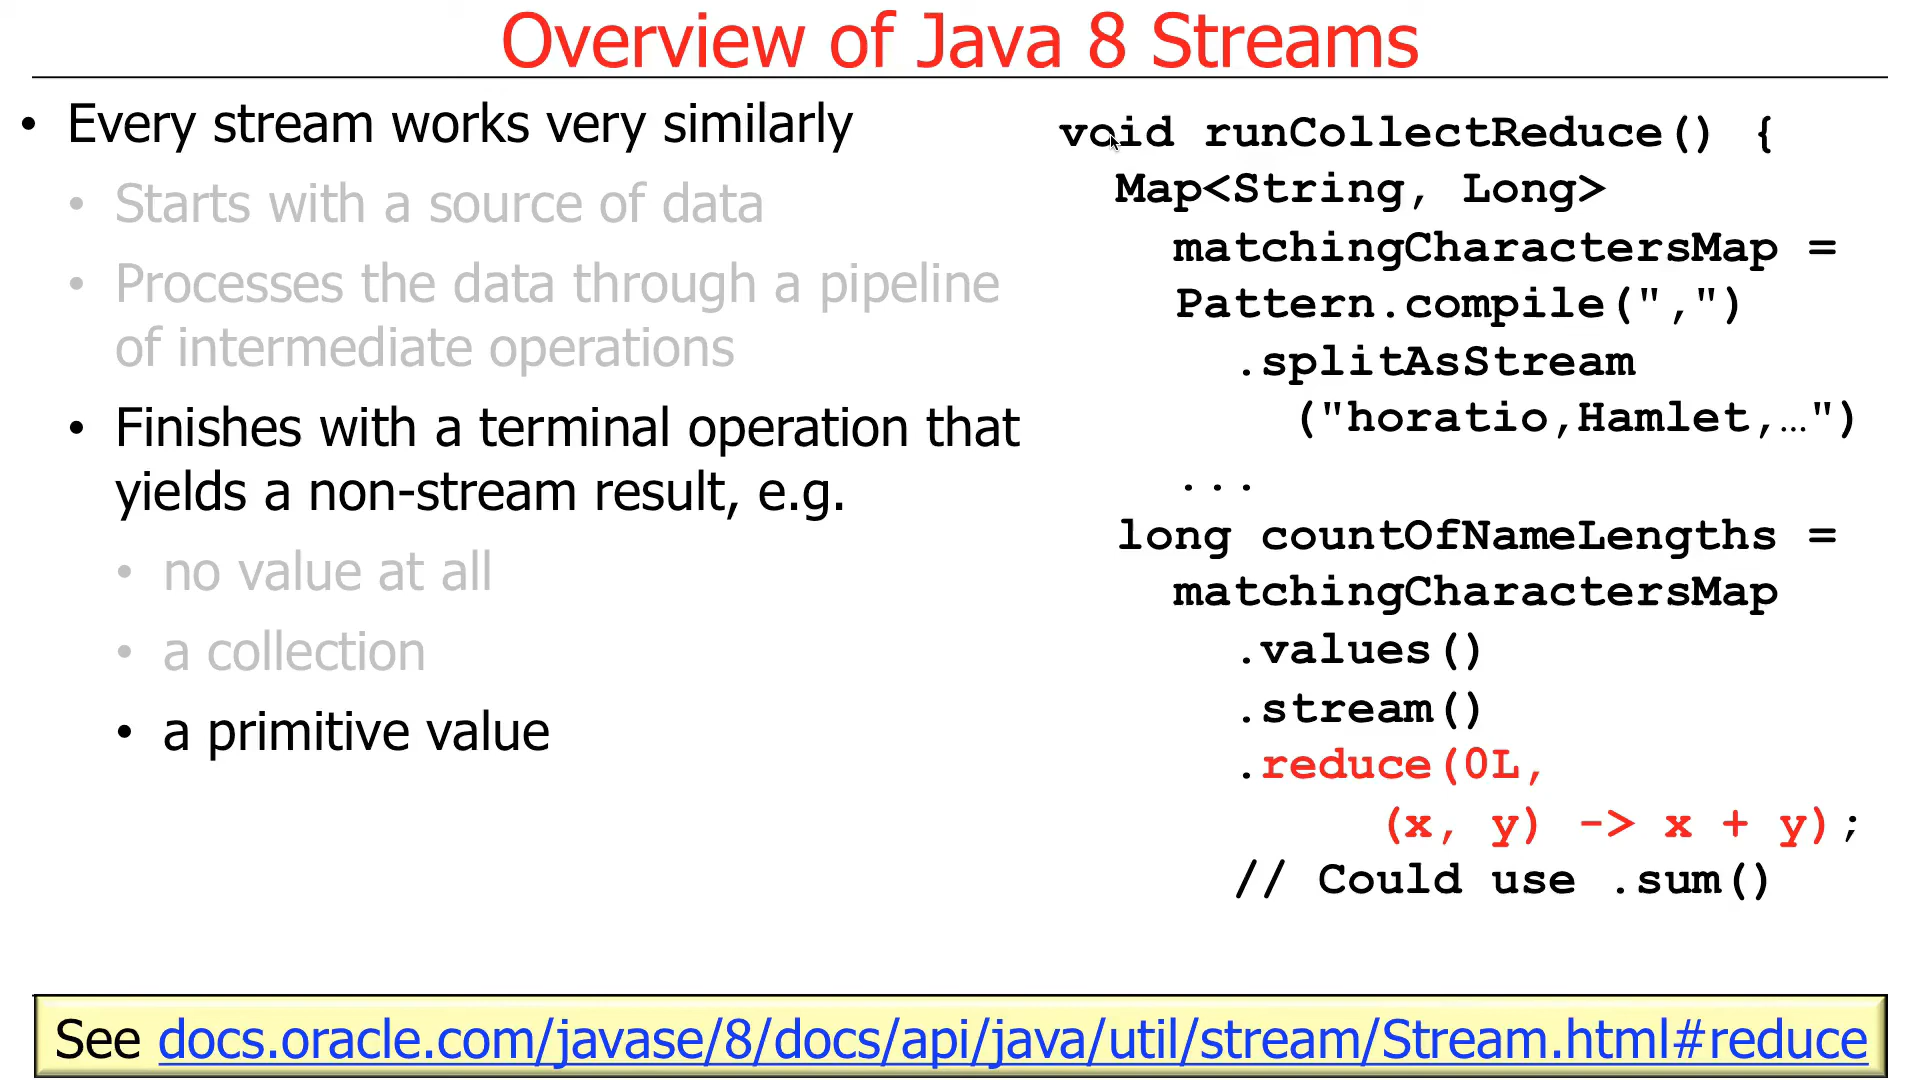 Overview of Java 8 Streams
• Every stream works very similarly
• Starts with a source of data
• Processes the data through a pipeline
of intermediate operations
• Finishes with a terminal operation that
yields a non-stream result, e.g.
• no value at all
• a collection
• a primitive value
void runCollectReduce() {
Map<String, Long>
matchingCharactersMap =
Pattern.compile(",")
.splitAsStream
("horatio,Hamlet,…")
...
long countOfNameLengths =
matchingCharactersMap
.values()
.stream()
.reduce(0L,
(x, y) -> x + y);
// Could use .sum()
See docs.oracle.com/javase/8/docs/api/java/util/stream/Stream.html#reduce